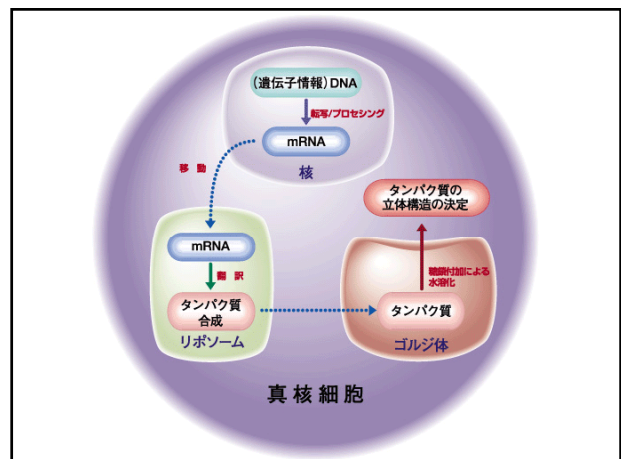 (遺伝子情報)DNA
転写/プロセシング
mRNA
核
移 動
mRNA
翻 訳
タンパク質
合成
リボソーム
タンパク質の
立体構造の決定
糖鎖付加による
水溶化
タンパク質
ゴルジ体
真核細胞